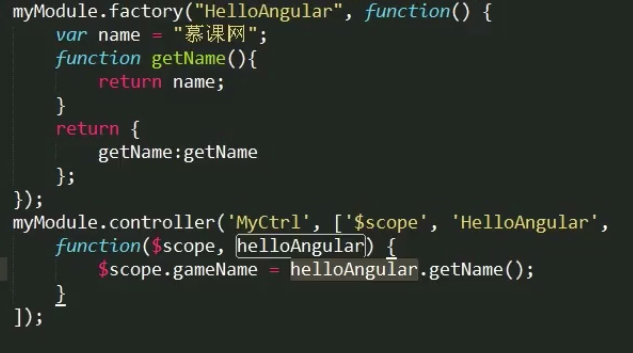 myModule.factory("HelloAngular", function() {
    var name = "慕课网";
    function getName(){
        return name;
    }
    return {
        getName:getName
    };
});
myModule.controller('MyCtrl', ['$scope', 'HelloAngular',
    function($scope, helloAngular) {
        $scope.gameName = helloAngular.getName();
    }
]);